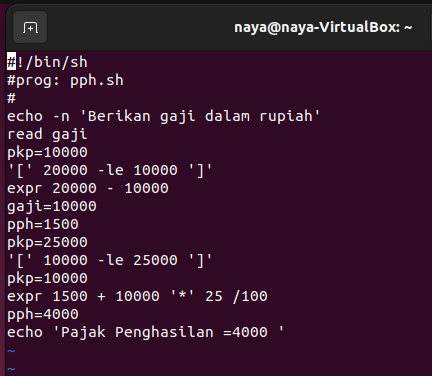 naya@naya-VirtualBox: ~
#!/bin/sh
#prog: pph.sh
#
echo -n 'Berikan gaji dalam rupiah'
read gaji
pkp=10000
'[' 20000 -le 10000 ']'
expr 20000 - 10000
gaji=10000
pph=1500
pkp=25000
'[' 10000 -le 25000 ']'
pkp=10000
expr 1500 + 10000 '*' 25 /100
pph=4000
echo 'Pajak Penghasilan =4000 '
~
~